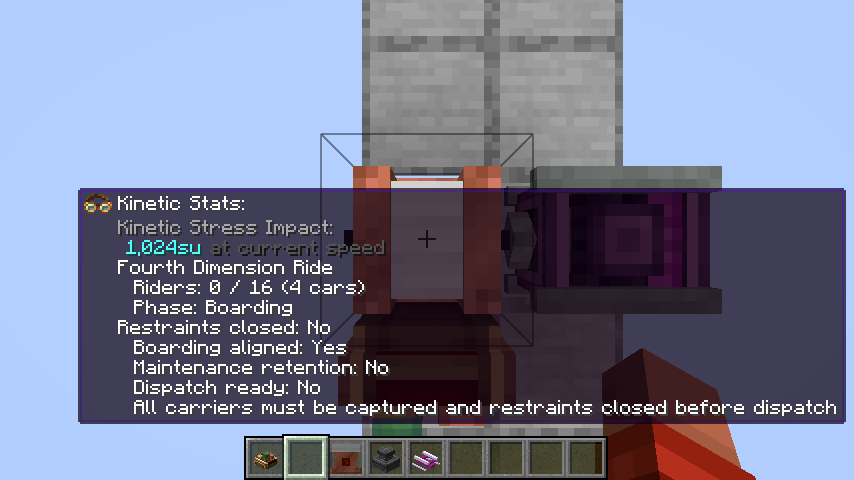 Kinetic Stats:
Kinetic Stress Impact:
1,024su at current speed
Fourth Dimension Ride
Riders: 0 / 16 (4 cars)
Phase: Boarding
Restraints closed: No
Boarding aligned: Yes
Maintenance retention: No
Dispatch ready: No
All carriers must be captured and restraints closed before dispatch